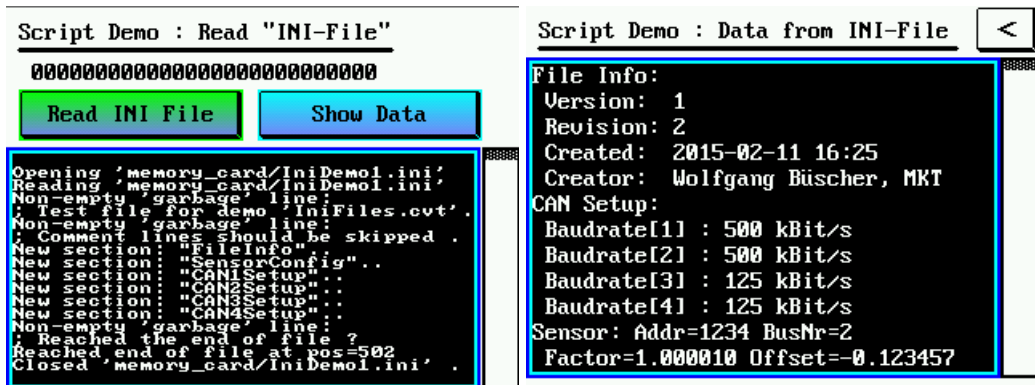 Script Demo : Read "INI-File"
00000000000000000000000000
Read INI File
Show Data
Opening 'memory_card/IniDemo1.ini'
Reading 'memory_card/IniDemo1.ini'
Non-empty 'garbage' line:
; Test file for demo 'IniFiles.cvt'.
Non-empty 'garbage' line:
; Comment lines should be skipped .
New section: "FileInfo"..
New section: "SensorConfig"..
New section: "CAN1Setup"..
New section: "CAN2Setup"..
New section: "CAN3Setup"..
New section: "CAN4Setup"..
Non-empty 'garbage' line:
; Reached the end of file ?
Reached end of file at pos=502
Closed 'memory_card/IniDemo1.ini' .
Script Demo : Data from INI-File
<
File Info:
Version: 1
Revision: 2
Created: 2015-02-11 16:25
Creator: Wolfgang Büscher, MKT
CAN Setup:
Baudrate[1] : 500 kBit/s
Baudrate[2] : 500 kBit/s
Baudrate[3] : 125 kBit/s
Baudrate[4] : 125 kBit/s
Sensor: Addr=1234 BusNr=2
Factor=1.000010 Offset=-0.123457